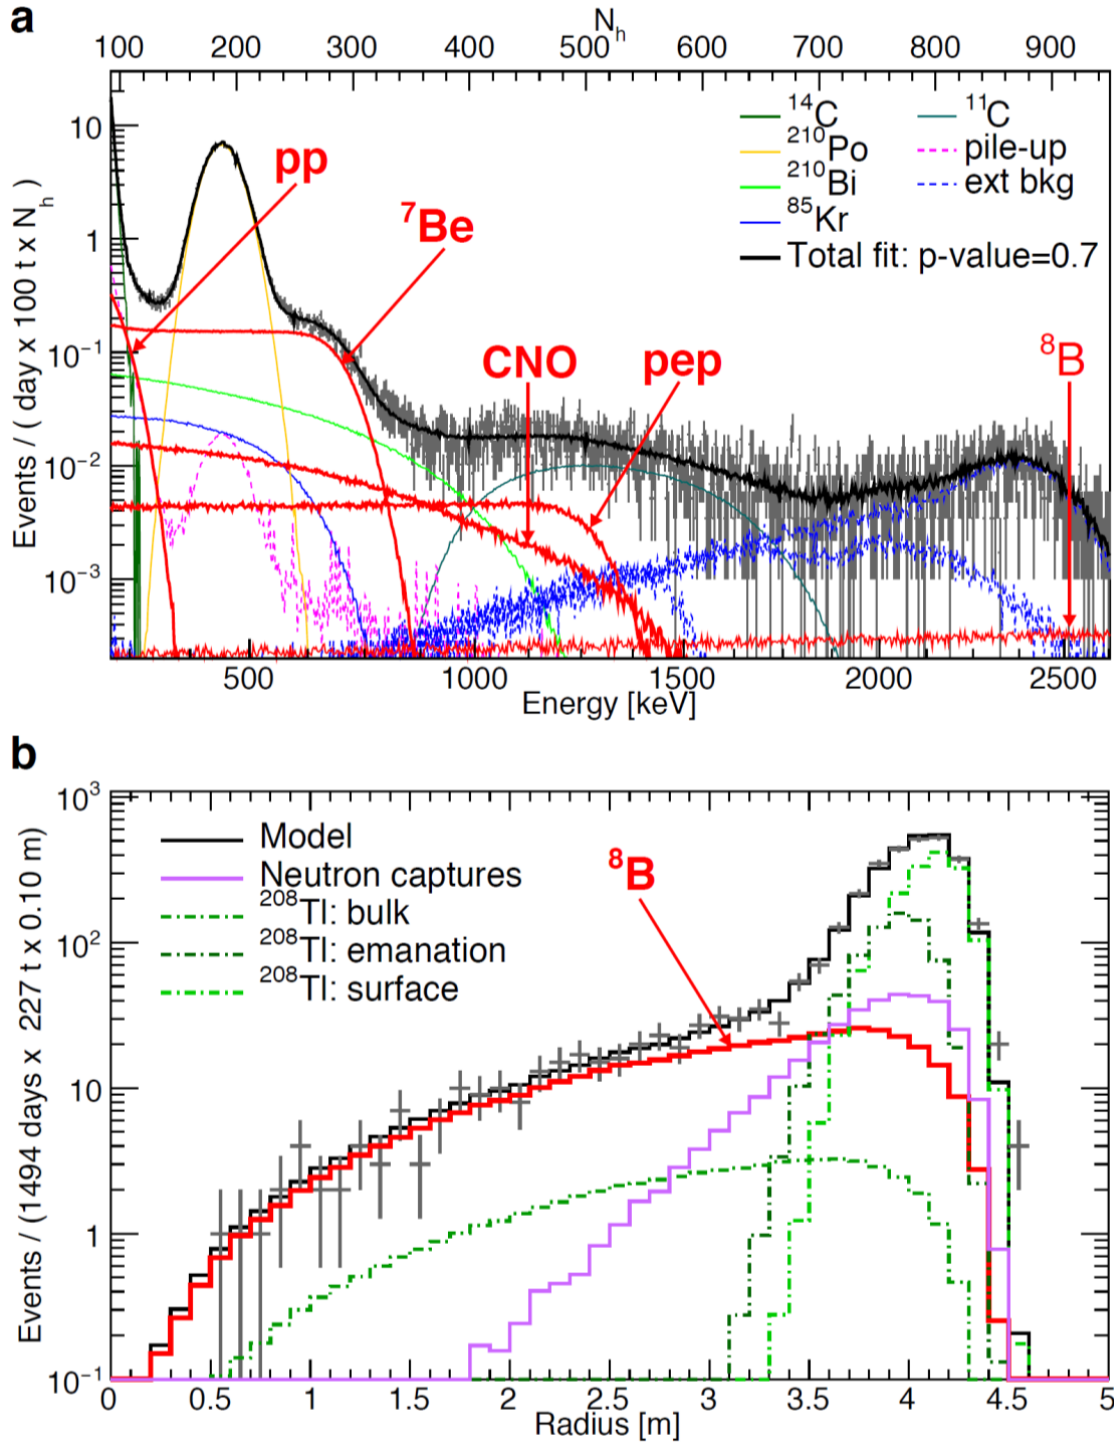 a
N_h
100 200 300 400 500 600 700 800 900
10
1
10⁻¹
10⁻²
10⁻³
Events / ( day x 100 t x N_h )
¹⁴C
²¹⁰Po
²¹⁰Bi
⁸⁵Kr
¹¹C
pile-up
ext bkg
Total fit: p-value=0.7
pp
⁷Be
CNO
pep
⁸B
500 1000 1500 2000 2500
Energy [keV]
b
10³
10²
10
1
10⁻¹
Events / (1494 days x 227 t x 0.10 m)
Model
Neutron captures
²⁰⁸Tl: bulk
²⁰⁸Tl: emanation
²⁰⁸Tl: surface
⁸B
0 0.5 1 1.5 2 2.5 3 3.5 4 4.5 5
Radius [m]